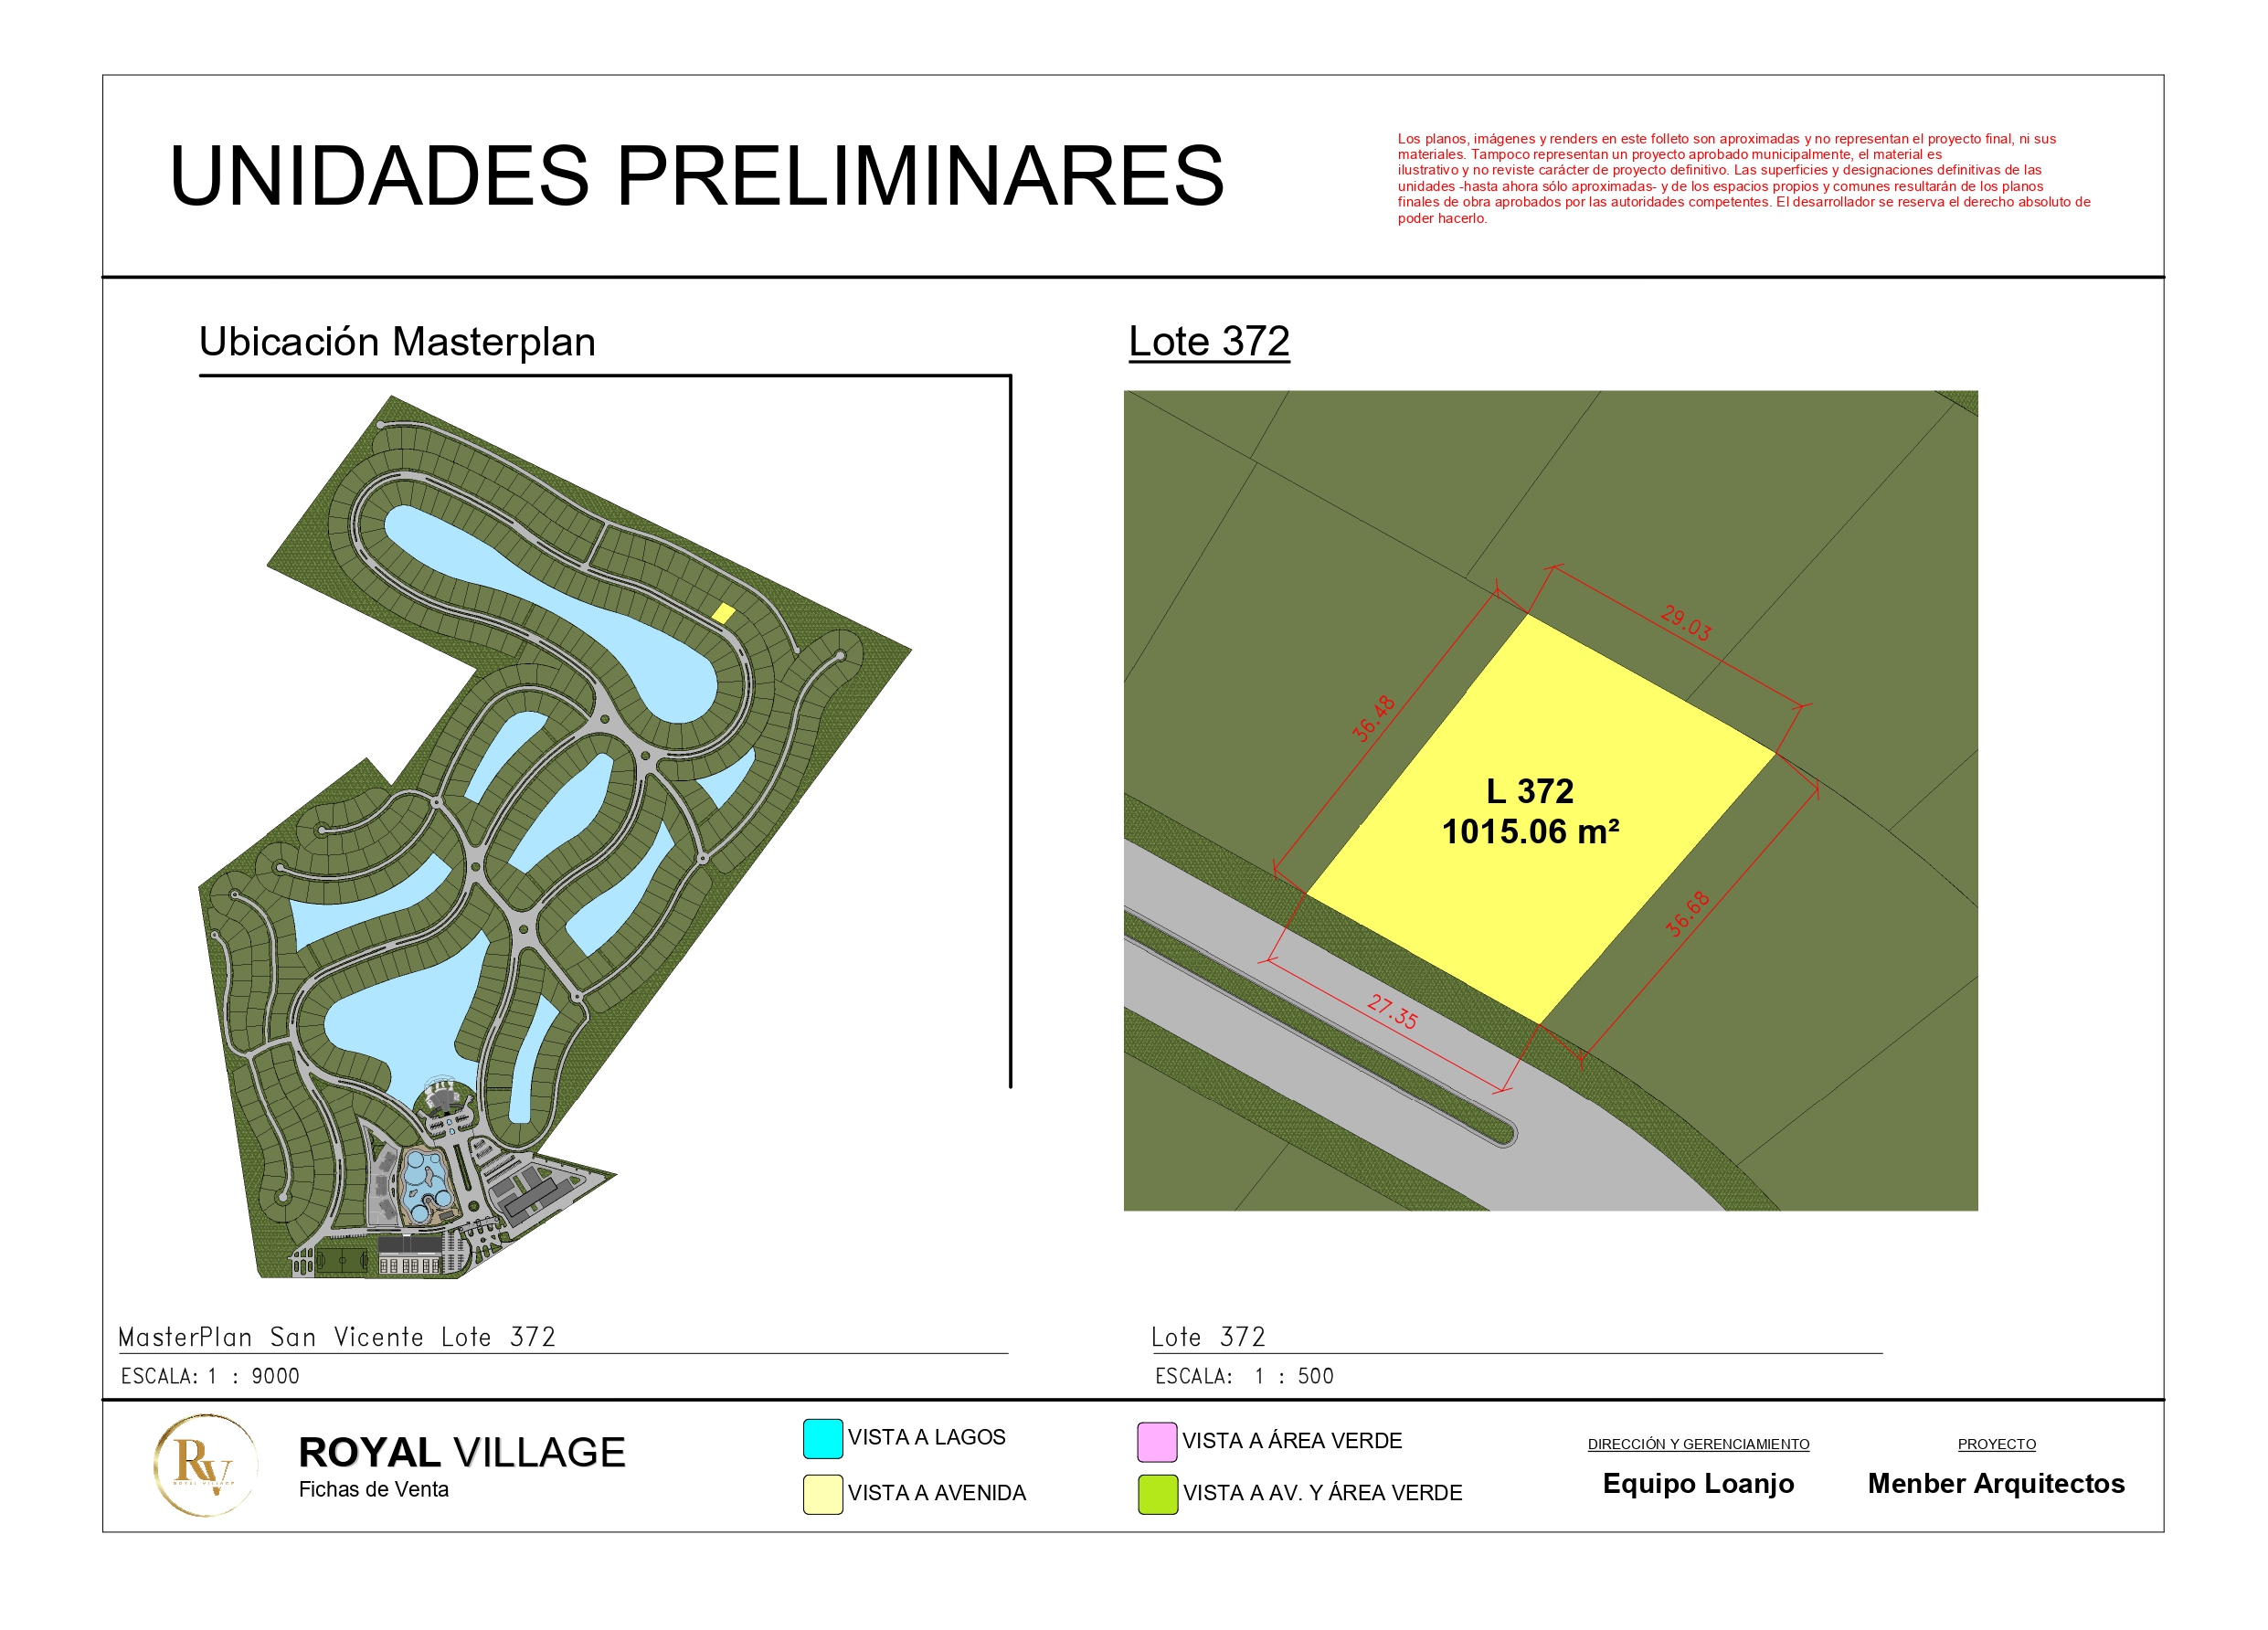 UNIDADES PRELIMINARES
Los planos, imágenes y renders en este folleto son aproximadas y no representan el proyecto final, ni sus
materiales. Tampoco representan un proyecto aprobado municipalmente, el material es
ilustrativo y no reviste carácter de proyecto definitivo. Las superficies y designaciones definitivas de las
unidades -hasta ahora sólo aproximadas- y de los espacios propios y comunes resultarán de los planos
finales de obra aprobados por las autoridades competentes. El desarrollador se reserva el derecho absoluto de
poder hacerlo.
Ubicación Masterplan
Lote 372
29.03
36.48
L 372
1015.06 m²
36.68
27.35
MasterPlan San Vicente Lote 372
ESCALA: 1 : 9000
Lote 372
ESCALA: 1 : 500
RV
ROYAL VILLAGE
ROYAL VILLAGE
Fichas de Venta
VISTA A LAGOS
VISTA A AVENIDA
VISTA A ÁREA VERDE
VISTA A AV. Y ÁREA VERDE
DIRECCIÓN Y GERENCIAMIENTO
Equipo Loanjo
PROYECTO
Menber Arquitectos